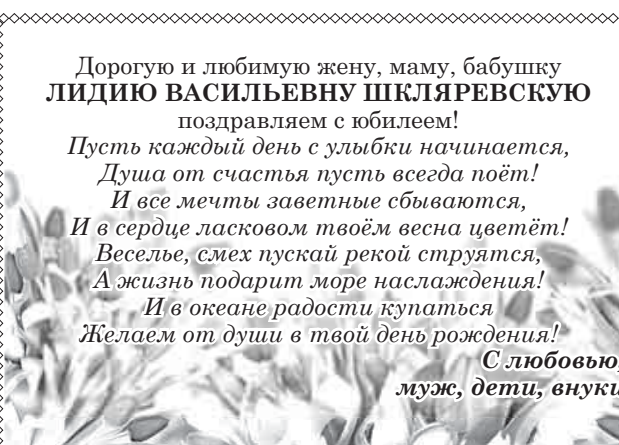 Дорогую и любимую жену, маму, бабушку
ЛИДИЮ ВАСИЛЬЕВНУ ШКЛЯРЕВСКУЮ
поздравляем с юбилеем!
Пусть каждый день с улыбки начинается,
Душа от счастья пусть всегда поёт!
И все мечты заветные сбываются,
И в сердце ласковом твоём весна цветёт!
Веселье, смех пускай рекой струятся,
А жизнь подарит море наслаждения!
И в океане радости купаться
Желаем от души в твой день рождения!
С любовью,
муж, дети, внуки